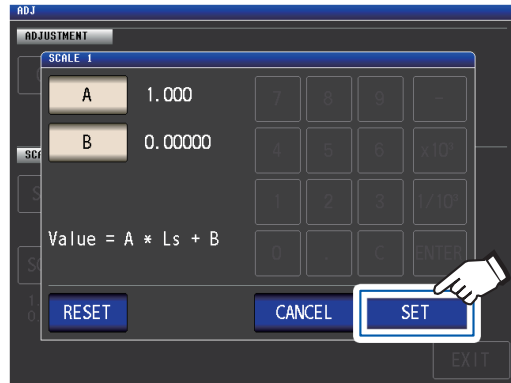 ADJ
ADJUSTMENT
SCALE 1
A 1.000 7 8 9 -
B 0.00000 4 5 6 x10³
1 2 3 1/10³
Value = A * Ls + B 0 . C ENTER
RESET CANCEL SET
EXIT